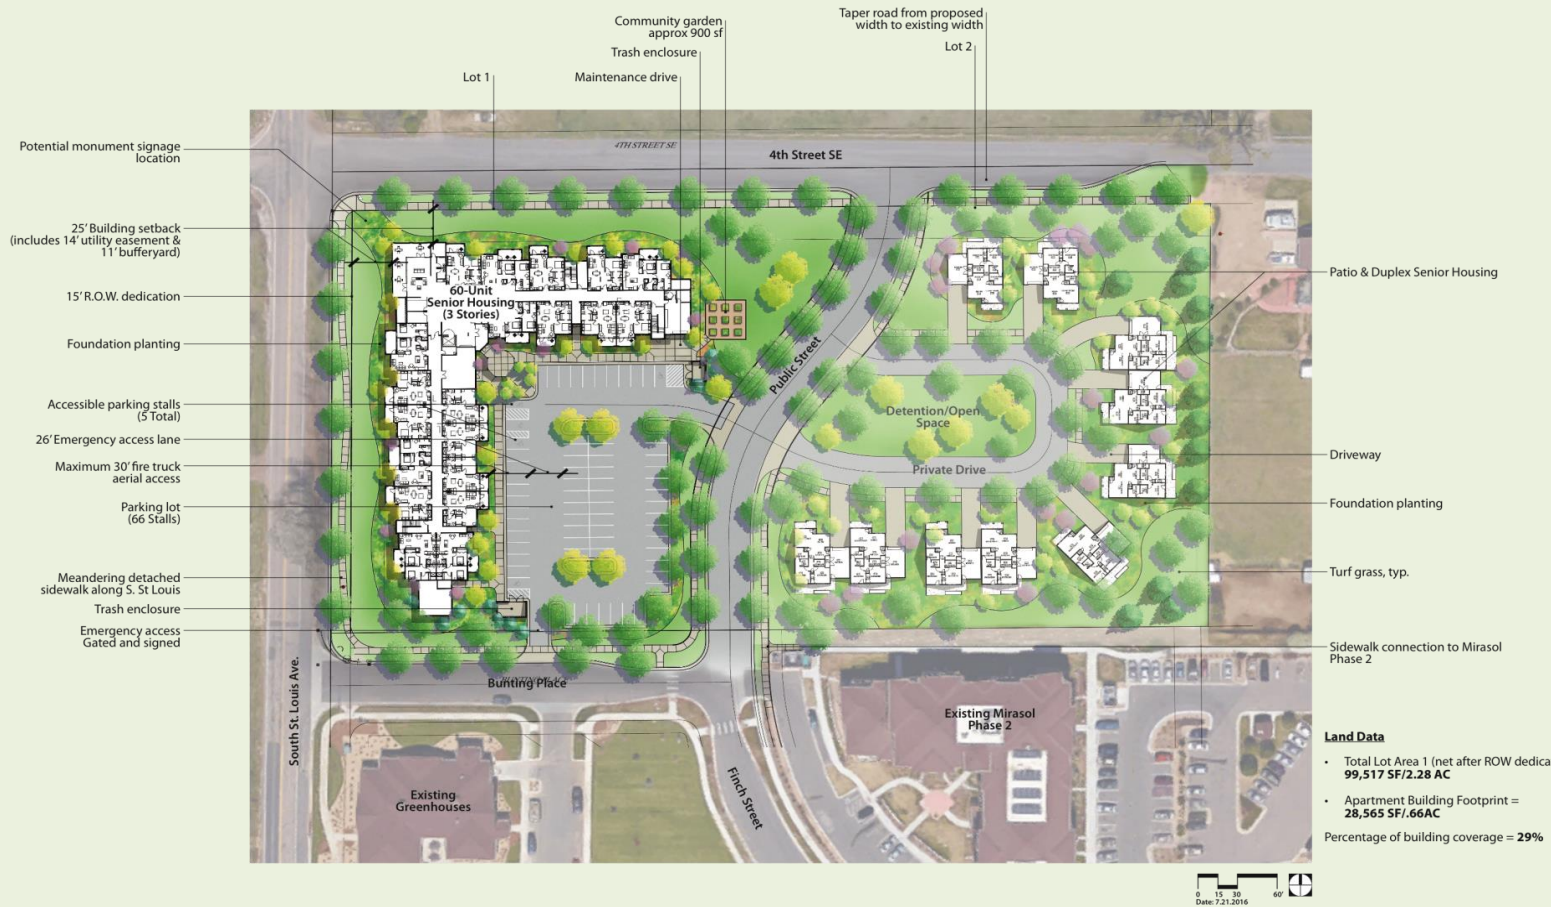 Community garden
approx 900 sf
Trash enclosure
Lot 1
Maintenance drive
Taper road from proposed
width to existing width
Lot 2
Potential monument signage
location
4TH STREET SE
4th Street SE
25' Building setback
(includes 14' utility easement &
11' bufferyard)
15' R.O.W. dedication
Foundation planting
Accessible parking stalls
(5 Total)
26' Emergency access lane
Maximum 30' fire truck
aerial access
Parking lot
(66 Stalls)
Meandering detached
sidewalk along S. St Louis
Trash enclosure
Emergency access
Gated and signed
60-Unit
Senior Housing
(3 Stories)
Public Street
Detention/Open
Space
Private Drive
Patio & Duplex Senior Housing
Driveway
Foundation planting
Turf grass, typ.
Sidewalk connection to Mirasol
Phase 2
South St. Louis Ave.
Bunting Place
Existing
Greenhouses
Finch Street
Existing Mirasol
Phase 2
Land Data
• Total Lot Area 1 (net after ROW dedica
99,517 SF/2.28 AC
• Apartment Building Footprint =
28,565 SF/.66AC
Percentage of building coverage = 29%
0 15 30 60'
Date: 7.21.2016